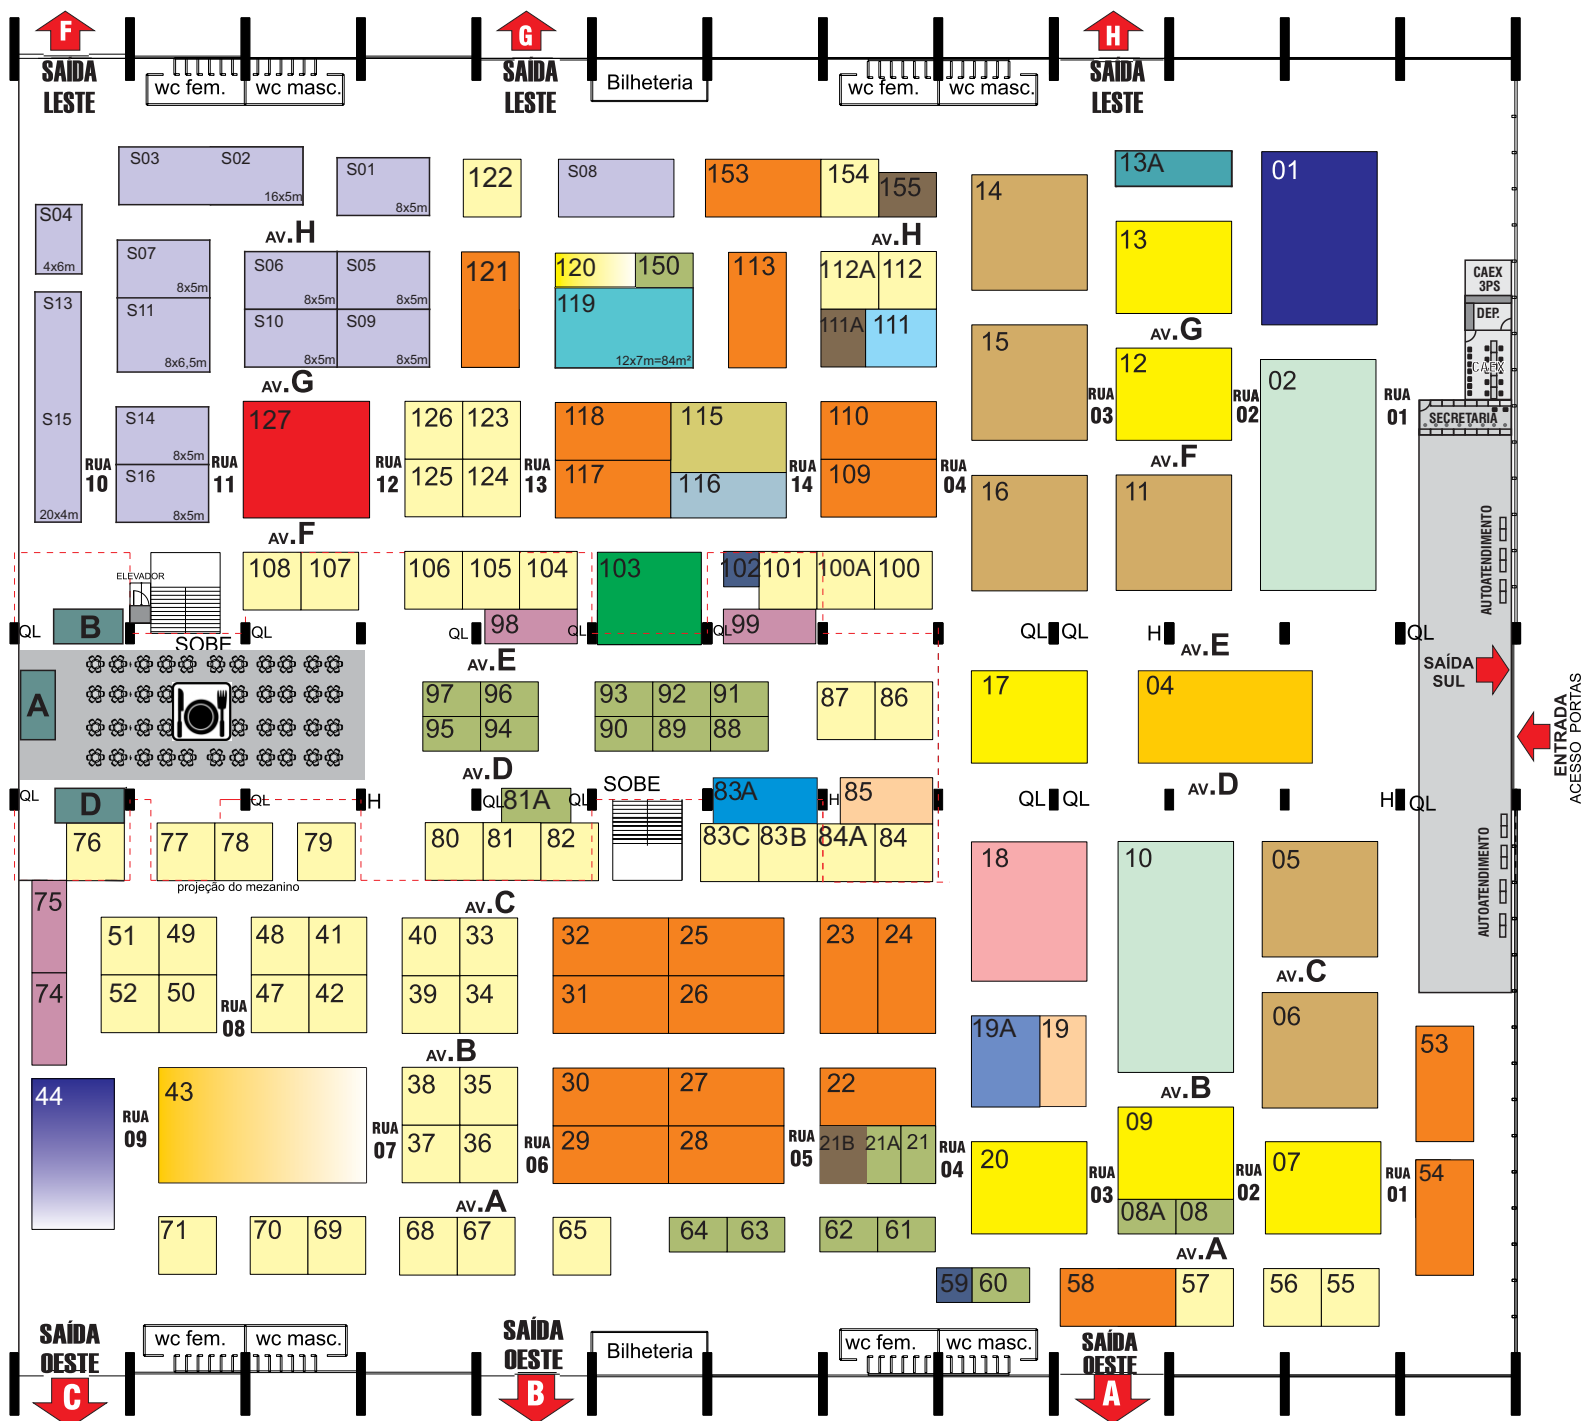 F
G
H
SAÍDA
LESTE
SAÍDA
LESTE
SAÍDA
LESTE
wc fem.
wc masc.
Bilheteria
wc fem.
wc masc.
S03
S02
16x5m
S01
8x5m
122
S08
153
154
155
14
13A
01
S04
4x6m
AV.H
AV.H
S07
8x5m
S06
8x5m
S05
8x5m
121
120
150
113
112A
112
13
CAEX
3PS
DEP.
CAEX
S13
S11
8x6,5m
S10
8x5m
S09
8x5m
119
12x7m=84m²
111A
111
15
AV.G
12
02
AV.G
RUA
03
RUA
02
RUA
01
SECRETARIA
S15
20x4m
S14
8x5m
S16
8x5m
127
126
123
125
124
118
115
117
116
110
109
RUA
10
RUA
11
RUA
12
RUA
13
RUA
14
RUA
04
16
AV.F
11
AUTOATENDIMENTO
AV.F
ELEVADOR
108
107
106
105
104
103
102
101
100A
100
98
99
QL
B
SOBE
QL
QL
QL
QL
QL
QL
H
QL
AV.E
AV.E
SAÍDA
SUL
ENTRADA
ACESSO PORTAS
A
97
96
95
94
93
92
91
90
89
88
87
86
17
04
AV.D
AV.D
QL
D
QL
H
QL
81A
QL
SOBE
83A
H
85
QL
QL
H
QL
76
77
78
79
80
81
82
83C
83B
84A
84
18
10
05
AUTOATENDIMENTO
projeção do mezanino
75
AV.C
51
49
48
41
40
33
32
25
23
24
AV.C
74
52
50
RUA
08
47
42
39
34
31
26
19A
19
06
53
AV.B
44
43
38
35
30
27
22
AV.B
09
RUA
09
RUA
07
37
36
RUA
06
29
28
RUA
05
21B
21A
21
RUA
04
20
RUA
03
08A
08
RUA
02
07
RUA
01
54
AV.A
71
70
69
68
67
65
64
63
62
61
AV.A
59
60
58
57
56
55
SAÍDA
OESTE
SAÍDA
OESTE
SAÍDA
OESTE
wc fem.
wc masc.
Bilheteria
wc fem.
wc masc.
C
B
A